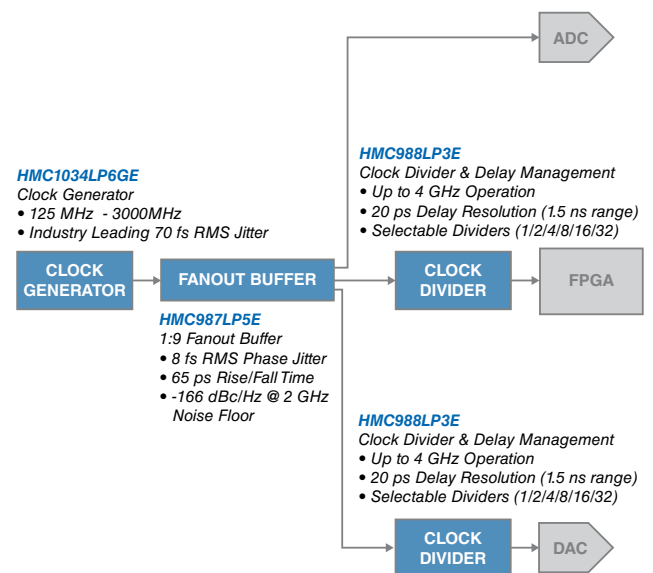 ADC
HMC988LP3E
Clock Divider & Delay Management
• Up to 4 GHz Operation
• 20 ps Delay Resolution (1.5 ns range)
• Selectable Dividers (1/2/4/8/16/32)
HMC1034LP6GE
Clock Generator
• 125 MHz - 3000MHz
• Industry Leading 70 fs RMS Jitter
CLOCK
GENERATOR
FANOUT BUFFER
CLOCK
DIVIDER
FPGA
HMC987LP5E
1:9 Fanout Buffer
• 8 fs RMS Phase Jitter
• 65 ps Rise/Fall Time
• -166 dBc/Hz @ 2 GHz
Noise Floor
HMC988LP3E
Clock Divider & Delay Management
• Up to 4 GHz Operation
• 20 ps Delay Resolution (1.5 ns range)
• Selectable Dividers (1/2/4/8/16/32)
CLOCK
DIVIDER
DAC